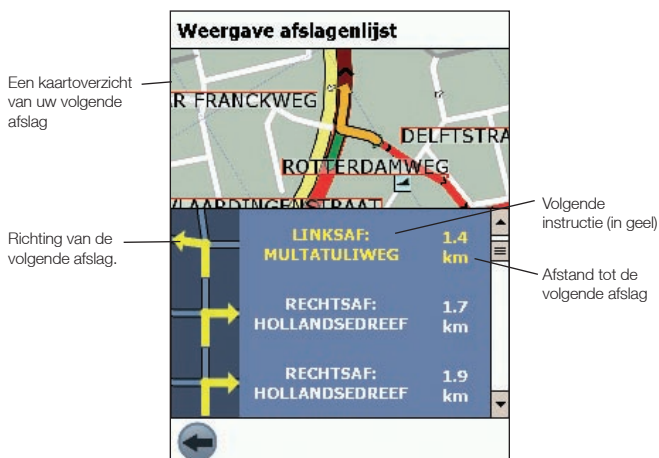 Weergave afslagenlijst
Een kaartoverzicht
van uw volgende
afslag
R FRANCKWEG
DELFTSTRA
ROTTERDAMWEG
VLAARDINGENSTRAAT
Richting van de
volgende afslag.
LINKSAF:
MULTATULIWEG
1.4
km
Volgende
instructie (in geel)
Afstand tot de
volgende afslag
RECHTSAF:
HOLLANDSEDREEF
1.7
km
RECHTSAF:
HOLLANDSEDREEF
1.9
km